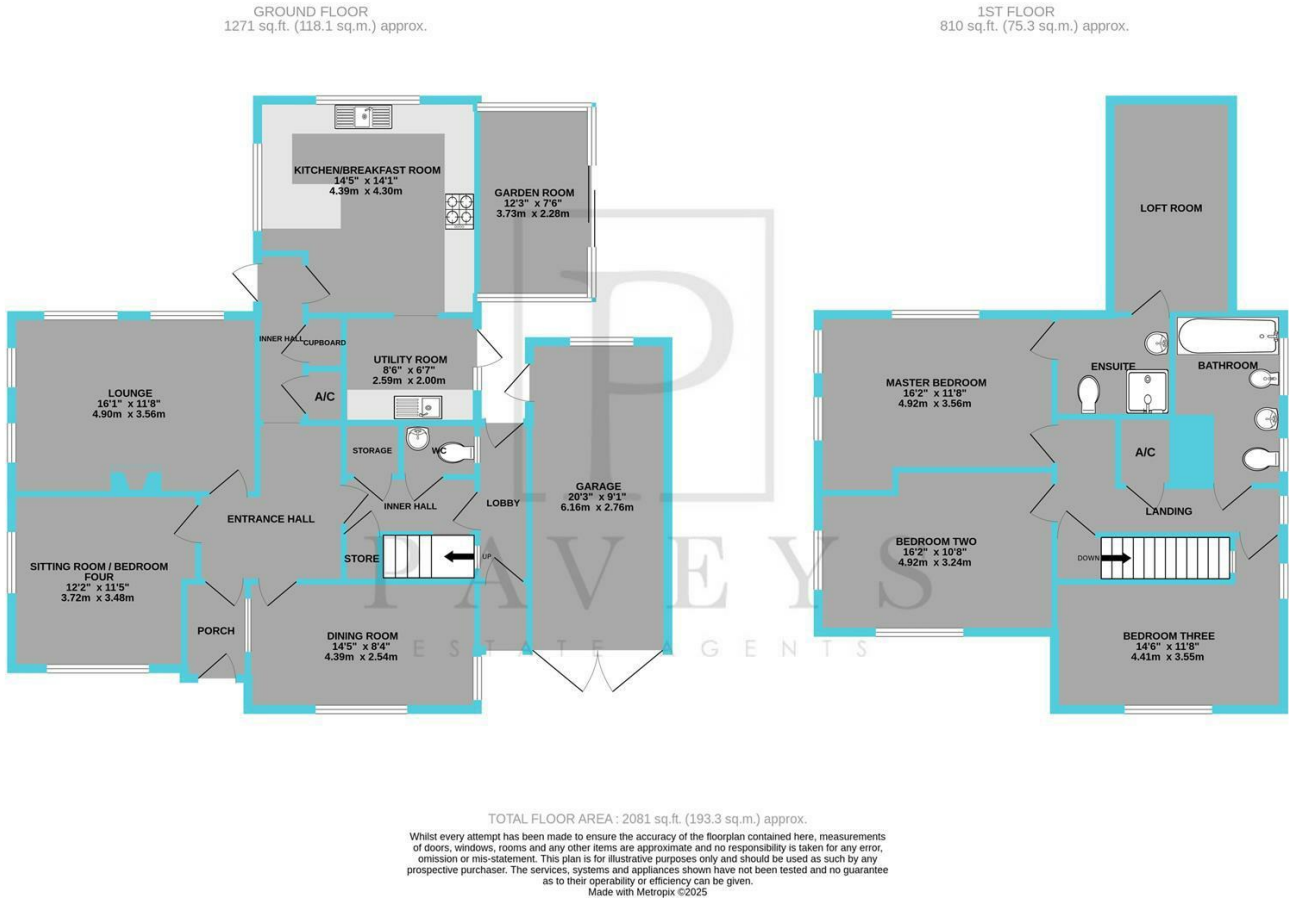 GROUND FLOOR
1271 sq.ft. (118.1 sq.m.) approx.
1ST FLOOR
810 sq.ft. (75.3 sq.m.) approx.
KITCHEN/BREAKFAST ROOM
14'5" x 14'1"
4.39m x 4.30m
GARDEN ROOM
12'3" x 7'6"
3.73m x 2.28m
INNER HALL
CUPBOARD
A/C
UTILITY ROOM
8'6" x 6'7"
2.59m x 2.00m
LOUNGE
16'1" x 11'8"
4.90m x 3.56m
STORAGE
WC
INNER HALL
LOBBY
GARAGE
20'3" x 9'1"
6.16m x 2.76m
ENTRANCE HALL
STORE
UP
SITTING ROOM / BEDROOM
FOUR
12'2" x 11'5"
3.72m x 3.48m
PORCH
DINING ROOM
14'5" x 8'4"
4.39m x 2.54m
LOFT ROOM
MASTER BEDROOM
16'2" x 11'8"
4.92m x 3.56m
ENSUITE
BATHROOM
A/C
LANDING
BEDROOM TWO
16'2" x 10'8"
4.92m x 3.24m
DOWN
BEDROOM THREE
14'6" x 11'8"
4.41m x 3.55m
P
PAVEYS
ESTATE AGENTS
TOTAL FLOOR AREA : 2081 sq.ft. (193.3 sq.m.) approx.
Whilst every attempt has been made to ensure the accuracy of the floorplan contained here, measurements
of doors, windows, rooms and any other items are approximate and no responsibility is taken for any error,
omission or mis-statement. This plan is for illustrative purposes only and should be used as such by any
prospective purchaser. The services, systems and appliances shown have not been tested and no guarantee
as to their operability or efficiency can be given.
Made with Metropix ©2025